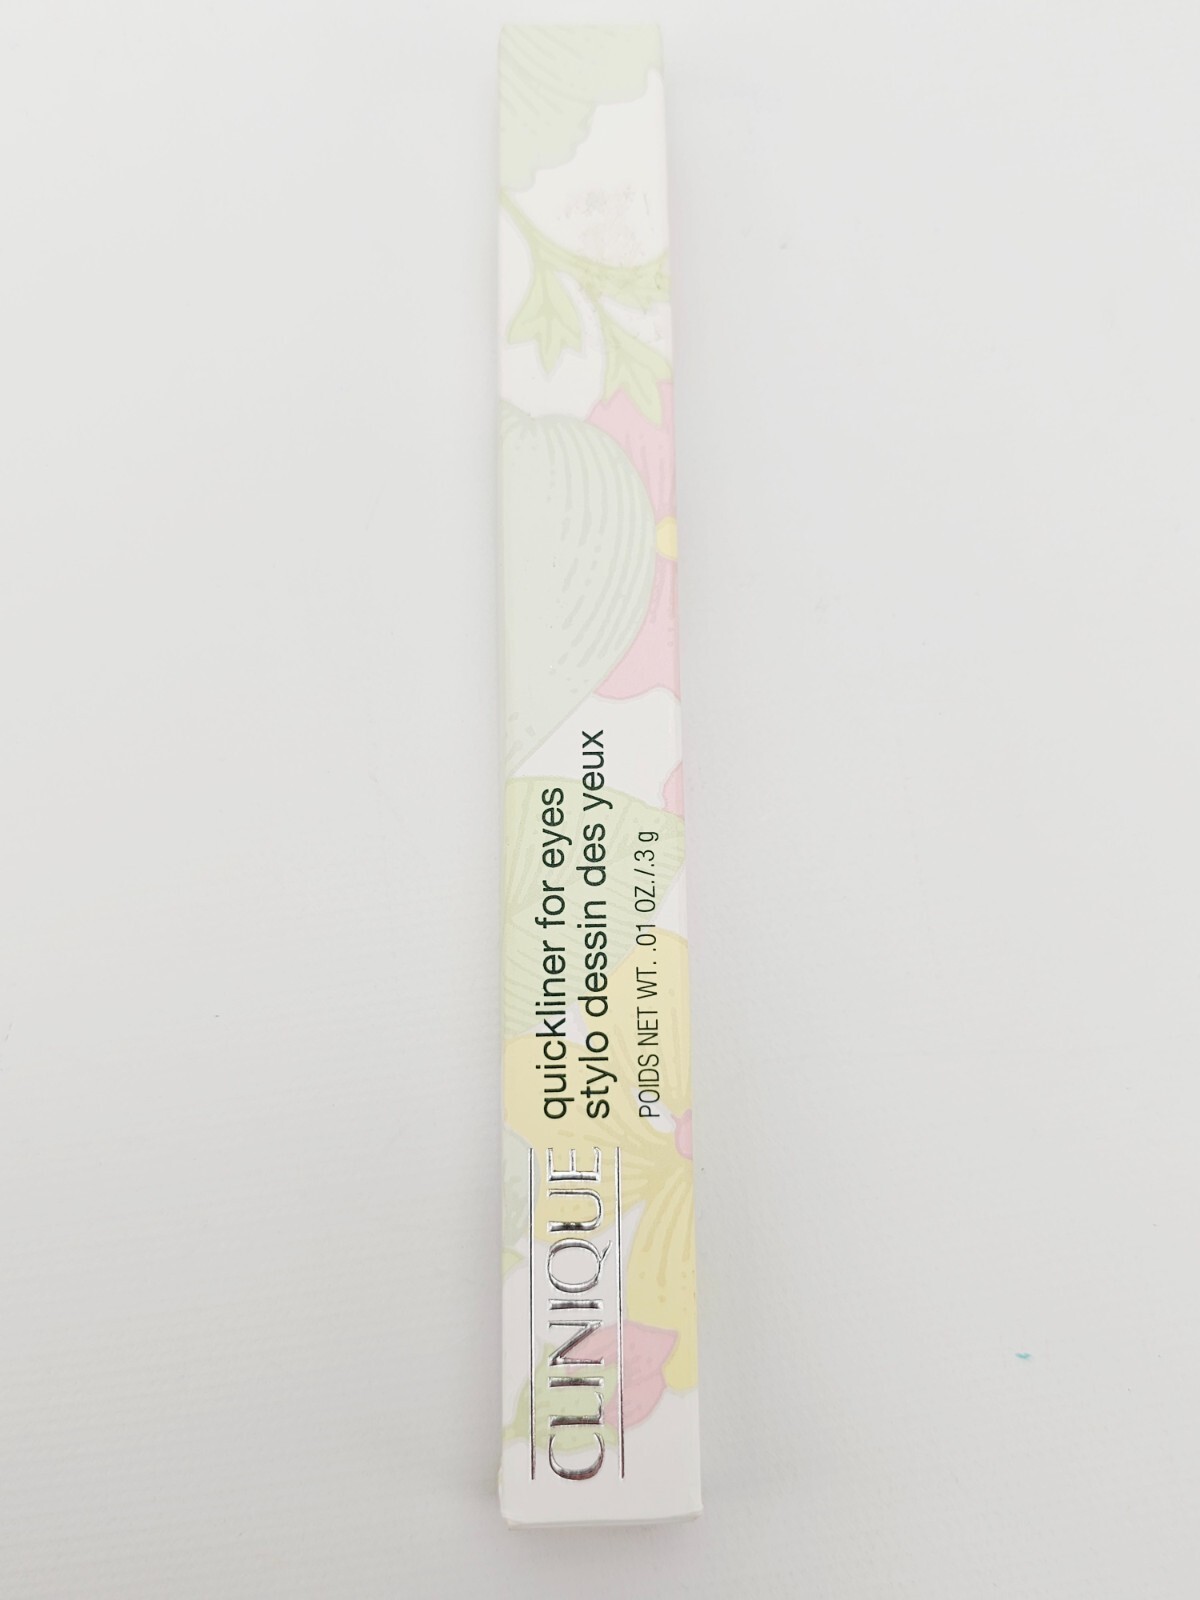 CLINIQUE
quickliner for eyes
stylo dessin des yeux
POIDS NET WT. .01 OZ./.3 g